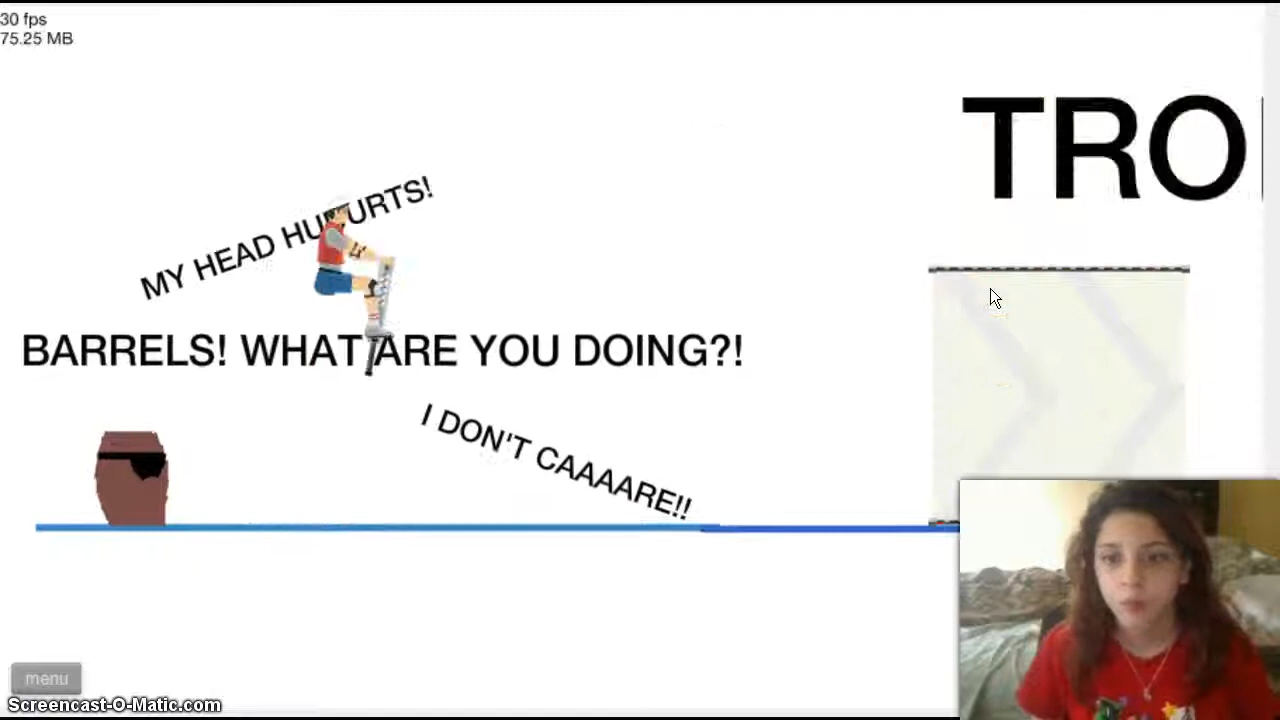 30 fps
75.25 MB
TRO
MY HEAD HUUURTS!
BARRELS! WHAT ARE YOU DOING?!
I DON'T CAAAARE!!
menu
Screencast-O-Matic.com